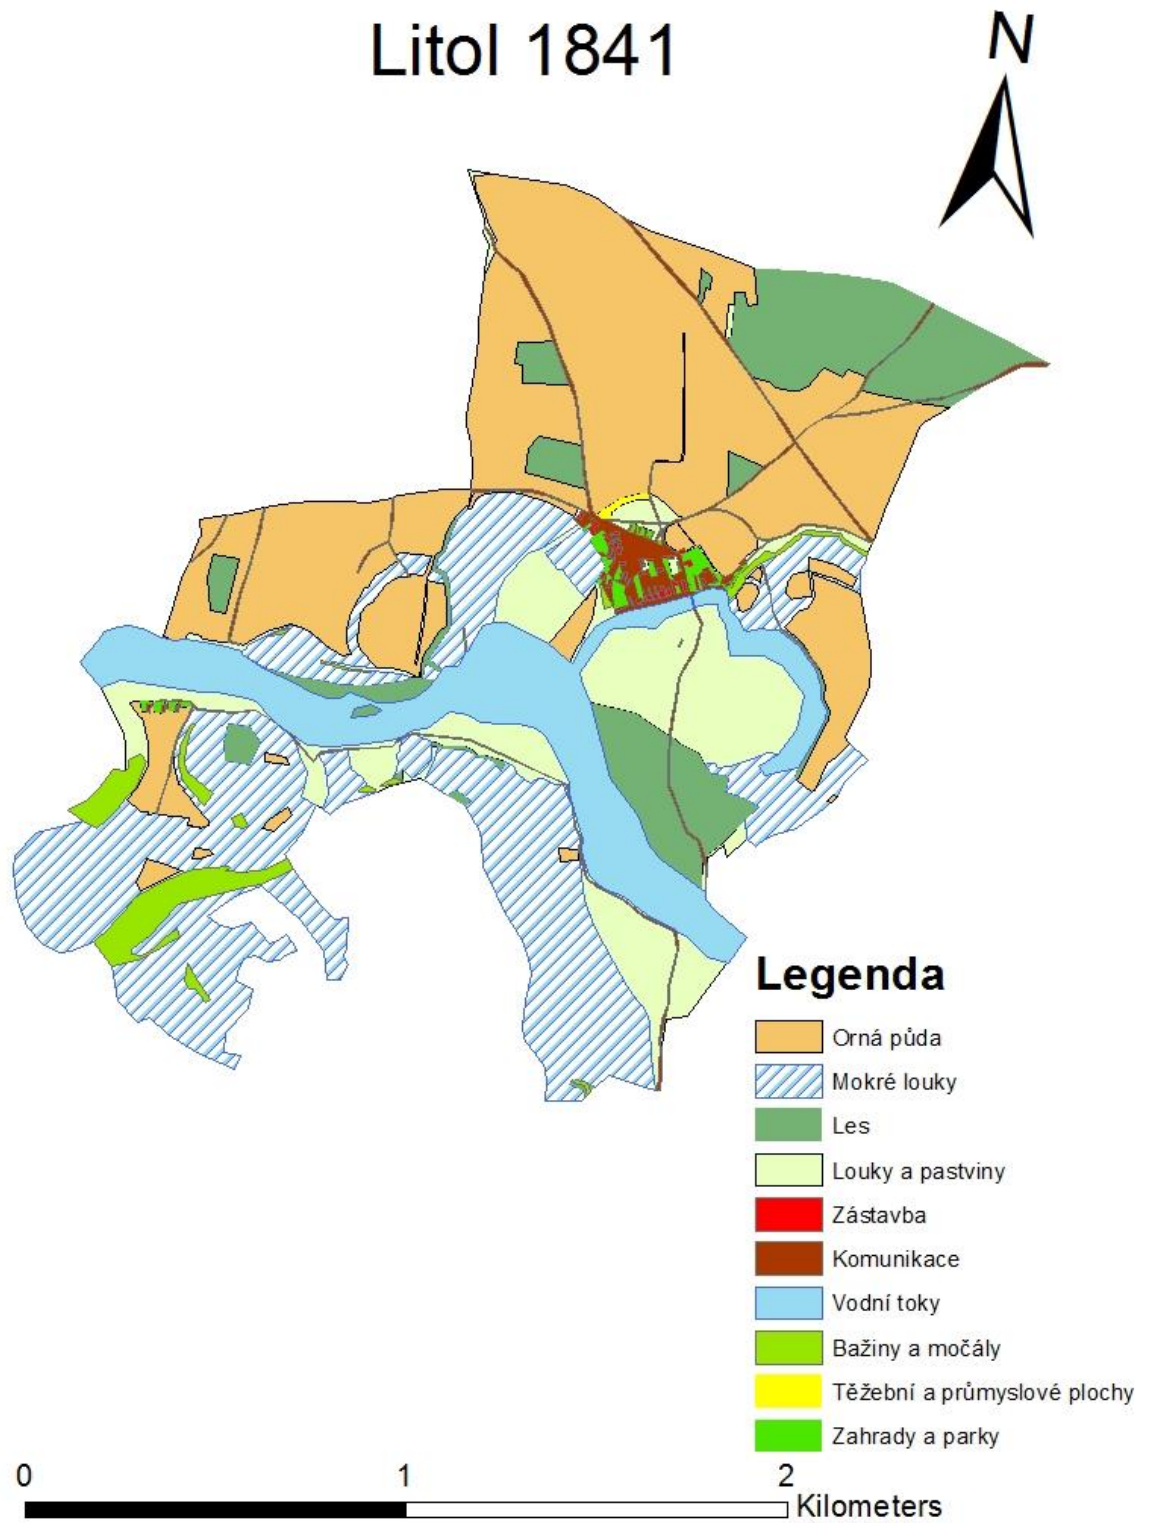 Litol 1841
N
Legenda
Orná půda
Mokré louky
Les
Louky a pastviny
Zástavba
Komunikace
Vodní toky
Bažiny a močály
Těžební a průmyslové plochy
Zahrady a parky
0 1 2
Kilometers